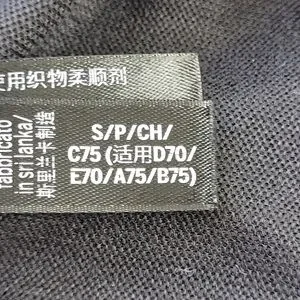 使用织物柔顺剂
S/P/CH/
C75 (适用D70/
E70/A75/B75)
fabbricato
in sri lanka/
斯里兰卡制造